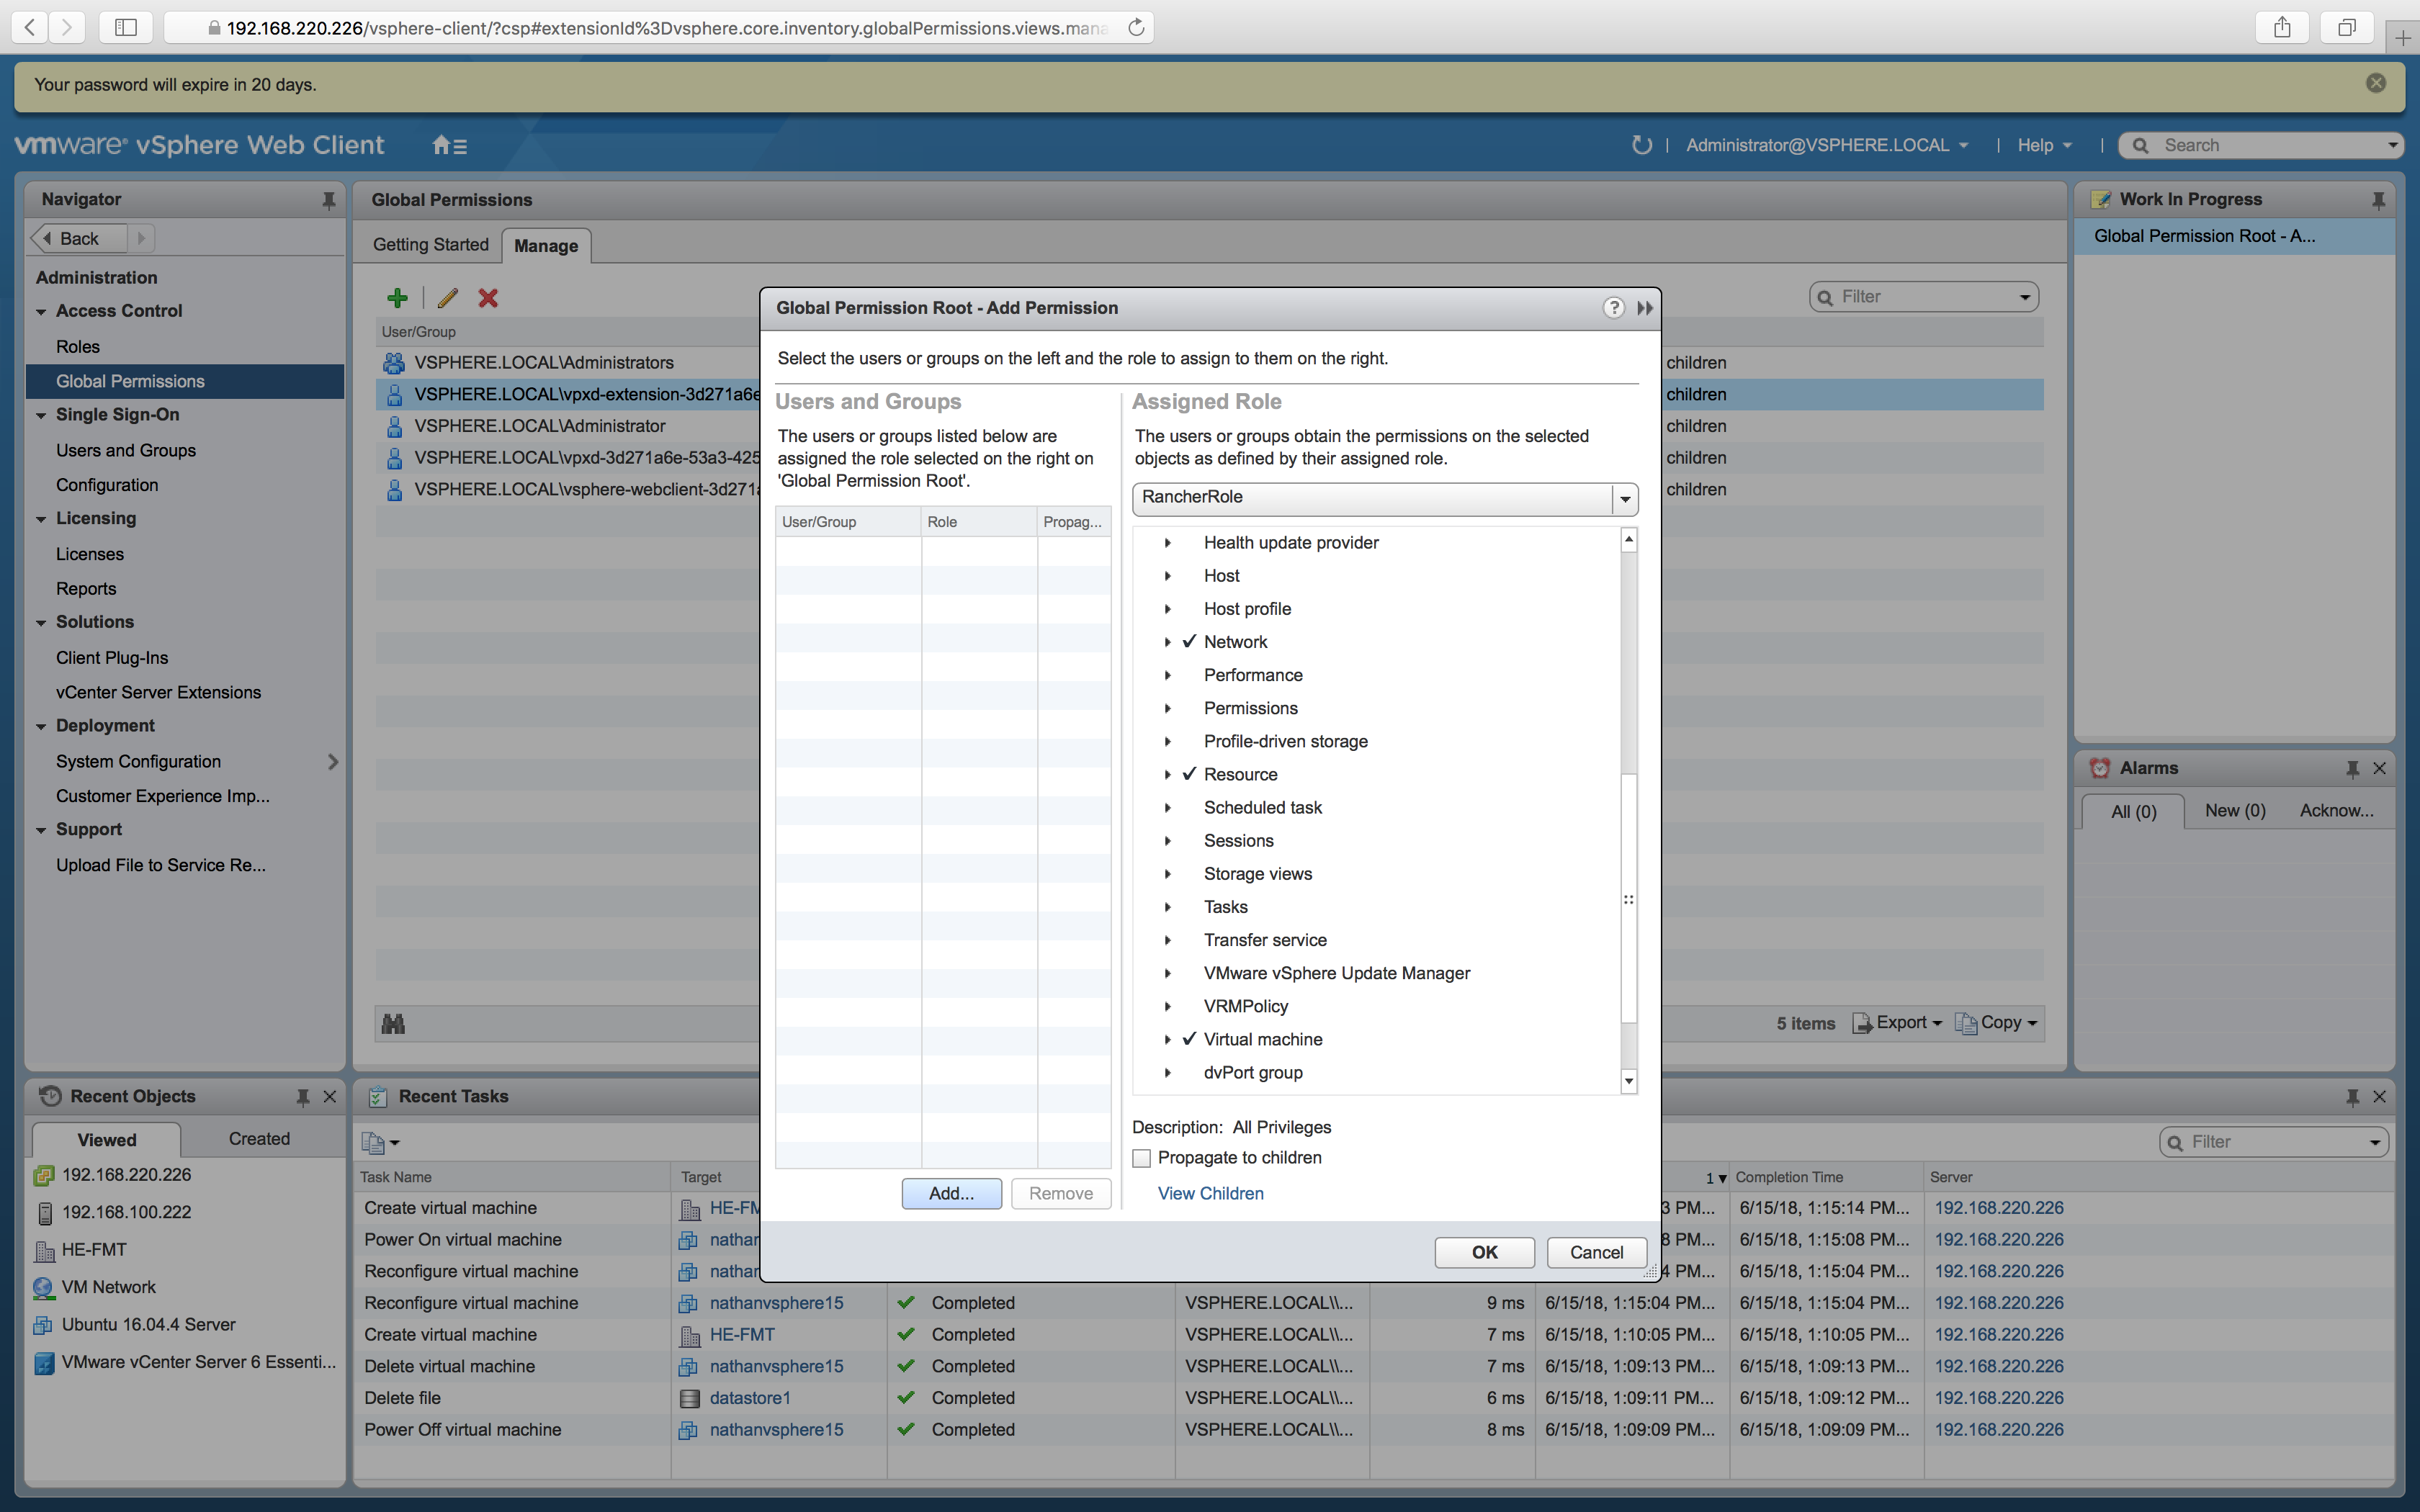 192.168.220.226/vsphere-client/?csp#extensionId%3Dvsphere.core.inventory.globalPermissions.views.mana
Your password will expire in 20 days.
vmware® vSphere Web Client
Administrator@VSPHERE.LOCAL
Help
Search
Navigator
Back
Administration
Access Control
Roles
Global Permissions
Single Sign-On
Users and Groups
Configuration
Licensing
Licenses
Reports
Solutions
Client Plug-Ins
vCenter Server Extensions
Deployment
System Configuration
Customer Experience Imp...
Support
Upload File to Service Re...
Global Permissions
Getting Started
Manage
Filter
User/Group
VSPHERE.LOCAL\Administrators
children
VSPHERE.LOCAL\vpxd-extension-3d271a6e
children
VSPHERE.LOCAL\Administrator
children
VSPHERE.LOCAL\vpxd-3d271a6e-53a3-425
children
VSPHERE.LOCAL\vsphere-webclient-3d271a
children
5 items
Export
Copy
Global Permission Root - Add Permission
Select the users or groups on the left and the role to assign to them on the right.
Users and Groups
The users or groups listed below are
assigned the role selected on the right on
'Global Permission Root'.
User/Group Role Propag...
Add...
Remove
Assigned Role
The users or groups obtain the permissions on the selected
objects as defined by their assigned role.
RancherRole
Health update provider
Host
Host profile
Network
Performance
Permissions
Profile-driven storage
Resource
Scheduled task
Sessions
Storage views
Tasks
Transfer service
VMware vSphere Update Manager
VRMPolicy
Virtual machine
dvPort group
Description: All Privileges
Propagate to children
View Children
OK
Cancel
Work In Progress
Global Permission Root - A...
Alarms
All (0)
New (0)
Acknow...
Recent Objects
Viewed
Created
192.168.220.226
192.168.100.222
HE-FMT
VM Network
Ubuntu 16.04.4 Server
VMware vCenter Server 6 Essenti...
Recent Tasks
Filter
Task Name Target 1 Completion Time Server
Create virtual machine HE-FM 3 PM... 6/15/18, 1:15:14 PM... 192.168.220.226
Power On virtual machine nathan 8 PM... 6/15/18, 1:15:08 PM... 192.168.220.226
Reconfigure virtual machine nathan 4 PM... 6/15/18, 1:15:04 PM... 192.168.220.226
Reconfigure virtual machine nathanvsphere15 Completed VSPHERE.LOCAL\\... 9 ms 6/15/18, 1:15:04 PM... 6/15/18, 1:15:04 PM... 192.168.220.226
Create virtual machine HE-FMT Completed VSPHERE.LOCAL\\... 7 ms 6/15/18, 1:10:05 PM... 6/15/18, 1:10:05 PM... 192.168.220.226
Delete virtual machine nathanvsphere15 Completed VSPHERE.LOCAL\\... 7 ms 6/15/18, 1:09:13 PM... 6/15/18, 1:09:13 PM... 192.168.220.226
Delete file datastore1 Completed VSPHERE.LOCAL\\... 6 ms 6/15/18, 1:09:11 PM... 6/15/18, 1:09:12 PM... 192.168.220.226
Power Off virtual machine nathanvsphere15 Completed VSPHERE.LOCAL\\... 8 ms 6/15/18, 1:09:09 PM... 6/15/18, 1:09:09 PM... 192.168.220.226